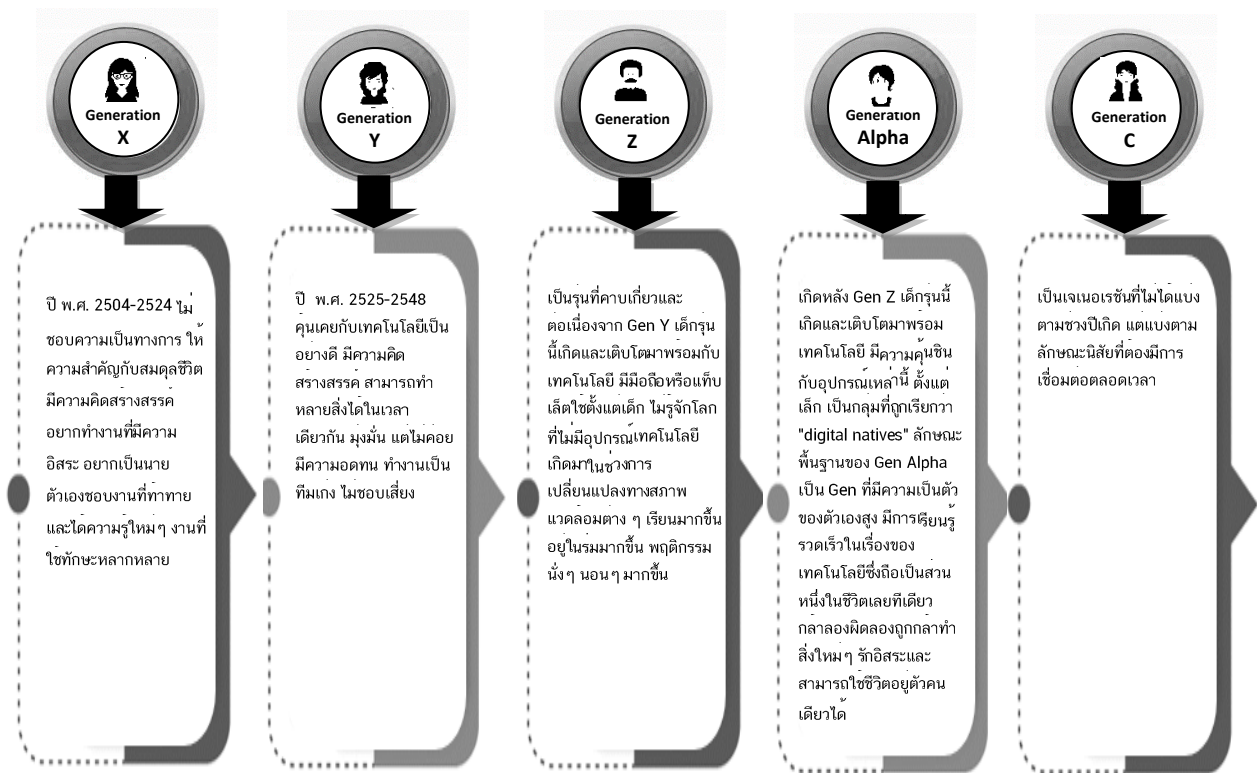 Generation
X
ปี พ.ศ. 2504-2524 ไม่
ชอบความเป็นทางการ ให้
ความสำคัญกับสมดุลชีวิต
มีความคิดสร้างสรรค์
อยากทำงานที่มีความ
อิสระ อยากเป็นนาย
ตัวเองชอบงานที่ท้าทาย
และได้ความรู้ใหม่ๆ งานที่
ใช้ทักษะหลากหลาย
Generation
Y
ปี พ.ศ. 2525-2548
คุ้นเคยกับเทคโนโลยีเป็น
อย่างดี มีความคิด
สร้างสรรค์ สามารถทำ
หลายสิ่งได้ในเวลา
เดียวกัน มุ่งมั่น แต่ไม่ค่อย
มีความอดทน ทำงานเป็น
ทีมเก่ง ไม่ชอบเสี่ยง
Generation
Z
เป็นรุ่นที่คาบเกี่ยวและ
ต่อเนื่องจาก Gen Y เด็กรุ่น
นี้เกิดและเติบโตมาพร้อมกับ
เทคโนโลยี มีมือถือหรือแท็บ
เล็ตใช้ตั้งแต่เด็ก ไม่รู้จักโลก
ที่ไม่มีอุปกรณ์เทคโนโลยี
เกิดมาในช่วงการ
เปลี่ยนแปลงทางสภาพ
แวดล้อมต่าง ๆ เรียนมากขึ้น
อยู่ในร่มมากขึ้น พฤติกรรม
นั่งๆ นอนๆ มากขึ้น
Generation
Alpha
เกิดหลัง Gen Z เด็กรุ่นนี้
เกิดและเติบโตมาพร้อม
เทคโนโลยี มีความคุ้นชิน
กับอุปกรณ์เหล่านี้ ตั้งแต่
เล็ก เป็นกลุ่มที่ถูกเรียกว่า
"digital natives" ลักษณะ
พื้นฐานของ Gen Alpha
เป็น Gen ที่มีความเป็นตัว
ของตัวเองสูง มีการเรียนรู้
รวดเร็วในเรื่องของ
เทคโนโลยีซึ่งถือเป็นส่วน
หนึ่งในชีวิตเลยทีเดียว
กล้าลองผิดลองถูกกล้าทำ
สิ่งใหม่ๆ รักอิสระและ
สามารถใช้ชีวิตอยู่ตัวคน
เดียวได้
Generation
C
เป็นเจเนอเรชันที่ไม่ได้แบ่ง
ตามช่วงปีเกิด แต่แบ่งตาม
ลักษณะนิสัยที่ต้องมีการ
เชื่อมต่อตลอดเวลา